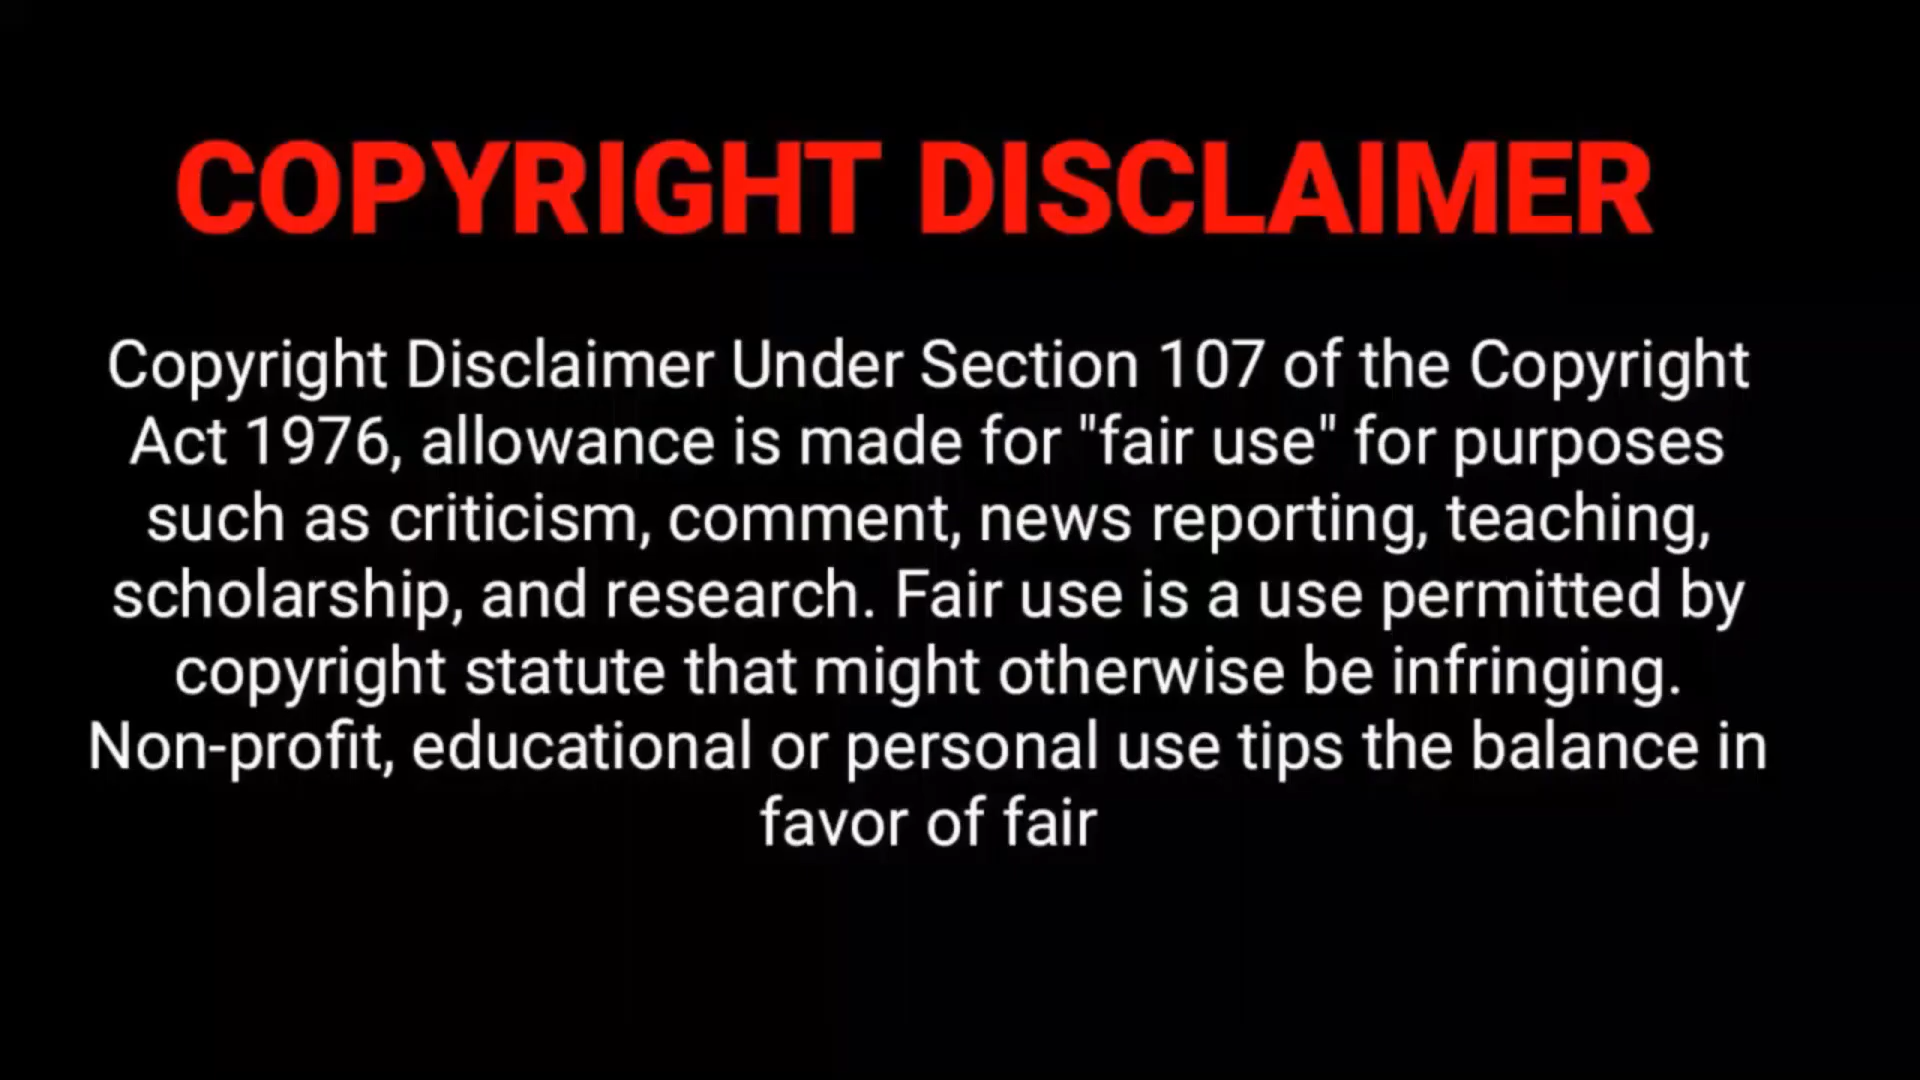 COPYRIGHT DISCLAIMER
Copyright Disclaimer Under Section 107 of the Copyright
Act 1976, allowance is made for "fair use" for purposes
such as criticism, comment, news reporting, teaching,
scholarship, and research. Fair use is a use permitted by
copyright statute that might otherwise be infringing.
Non-profit, educational or personal use tips the balance in
favor of fair